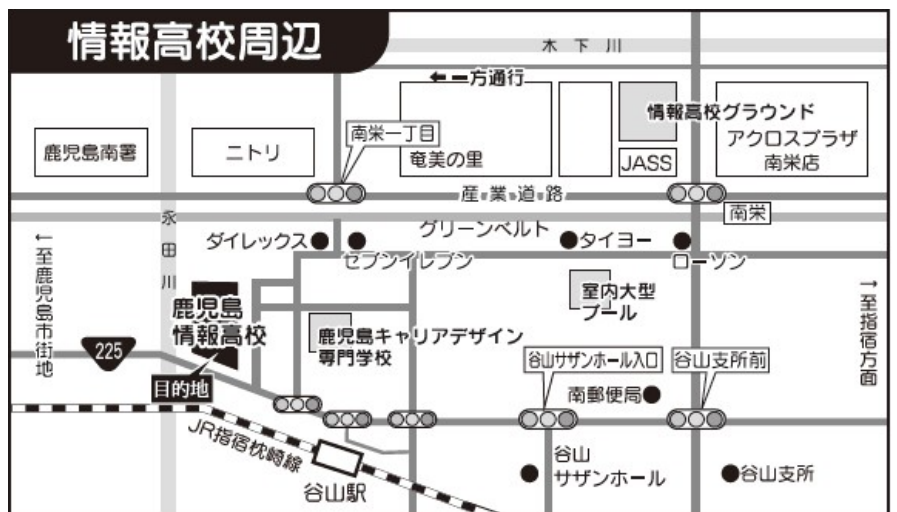 情報高校周辺
木下川
←一方通行
情報高校グラウンド
鹿児島南署
ニトリ
南栄一丁目
奄美の里
JASS
アクロスプラザ
南栄店
産業道路
南栄
永田川
グリーンベルト
ダイレックス
セブンイレブン
タイヨー
ローソン
←至鹿児島市街地
→至指宿方面
鹿児島
情報高校
室内大型
プール
鹿児島キャリアデザイン
専門学校
225
目的地
谷山サザンホール入口
谷山支所前
南郵便局
JR指宿枕崎線
谷山駅
谷山
サザンホール
谷山支所